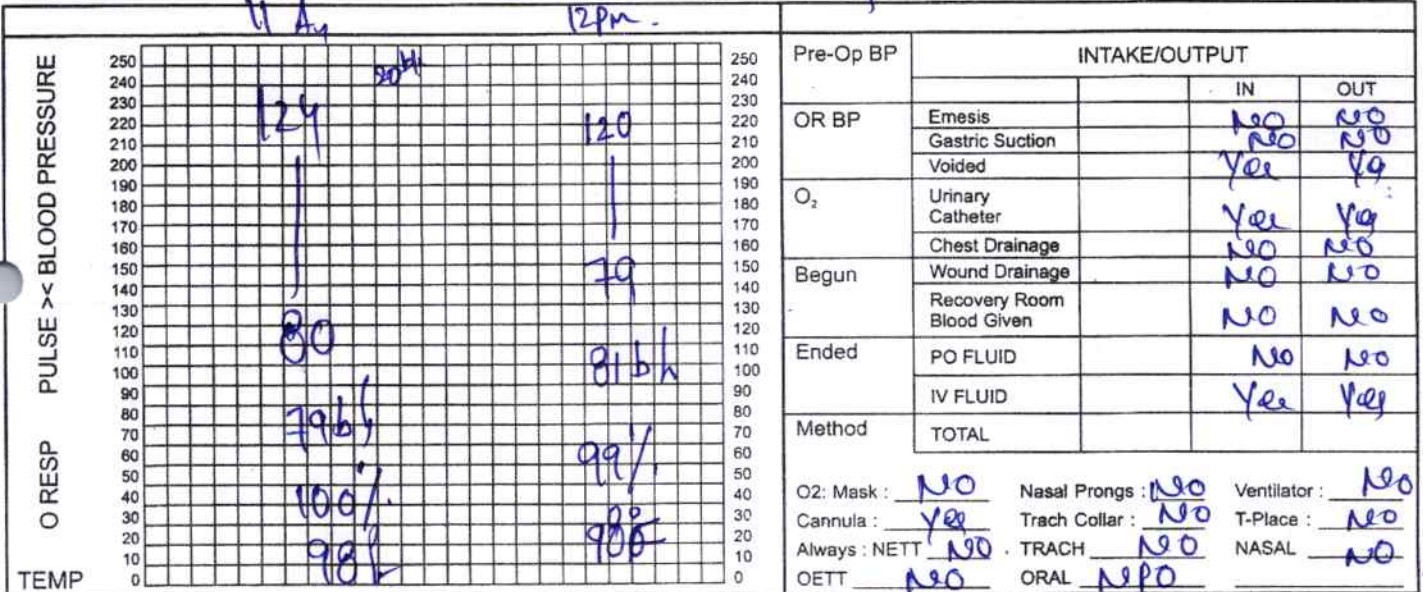 11 Am 12 Pm.
PULSE >< BLOOD PRESSURE
O RESP
TEMP
250 250
240 240
230 230
220 220
210 210
200 200
190 190
180 180
170 170
160 160
150 150
140 140
130 130
120 120
110 110
100 100
90 90
80 80
70 70
60 60
50 50
40 40
30 30
20 20
10 10
0 0
124 120
80 79
79 b/ 81 b/
100% 99%
98
Pre-Op BP INTAKE/OUTPUT
IN OUT
OR BP Emesis NO NO
Gastric Suction NO NO
Voided Yes Yes
O₂ Urinary
Catheter Yes Yes
Chest Drainage NO NO
Begun Wound Drainage NO NO
Recovery Room
Blood Given NO NO
Ended PO FLUID NO NO
IV FLUID Yes Yes
Method TOTAL
O2: Mask : NO Nasal Prongs : NO Ventilator : NO
Cannula : Yes Trach Collar : NO T-Place : NO
Always : NETT NO . TRACH NO NASAL NO
OETT NO ORAL NPO